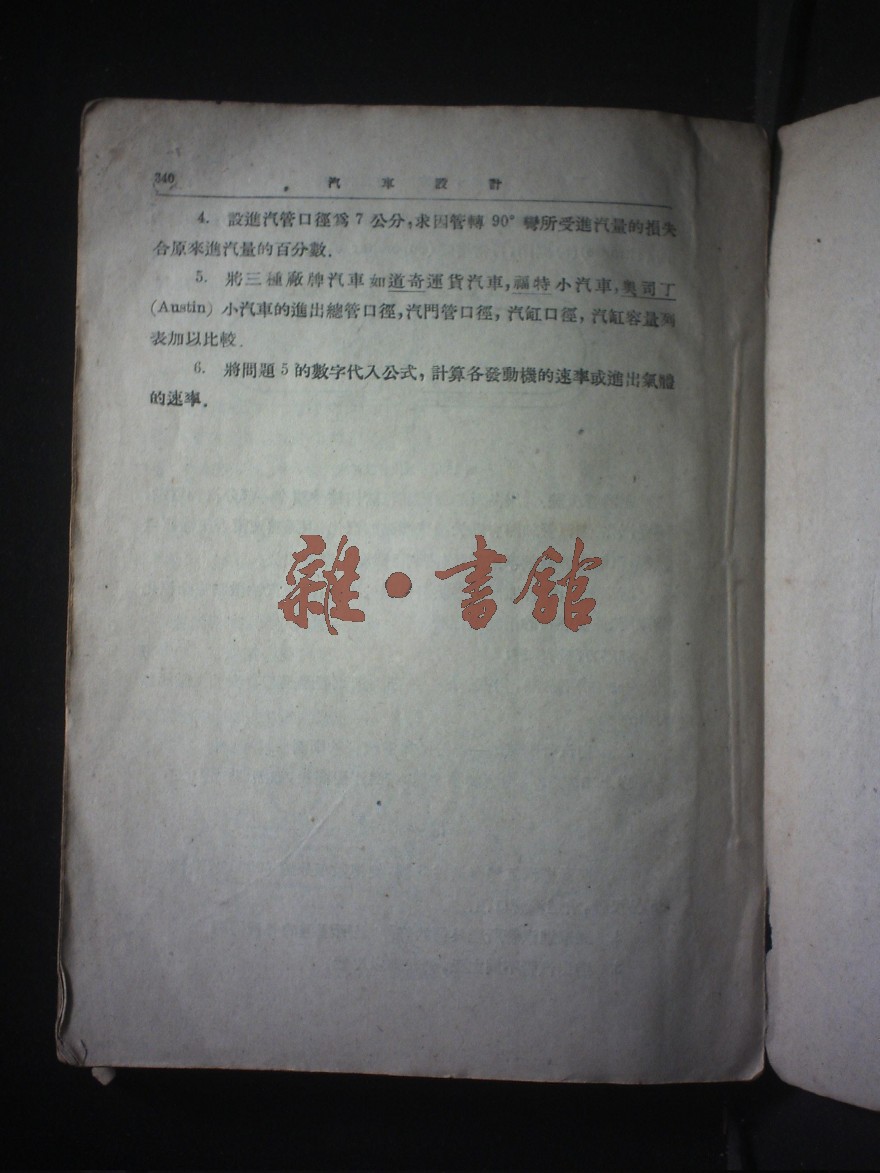 340 汽車設計
4. 設進汽管口徑爲 7 公分,求因管轉 90° 彎所受進汽量的損失
合原來進汽量的百分數.
5. 將三種廠牌汽車如道奇運貨汽車,福特小汽車,奧司丁
(Austin) 小汽車的進出總管口徑,汽門管口徑,汽缸口徑,汽缸容量列
表加以比較.
6. 將問題 5 的數字代入公式,計算各發動機的速率或進出氣體
的速率.
雜•書館